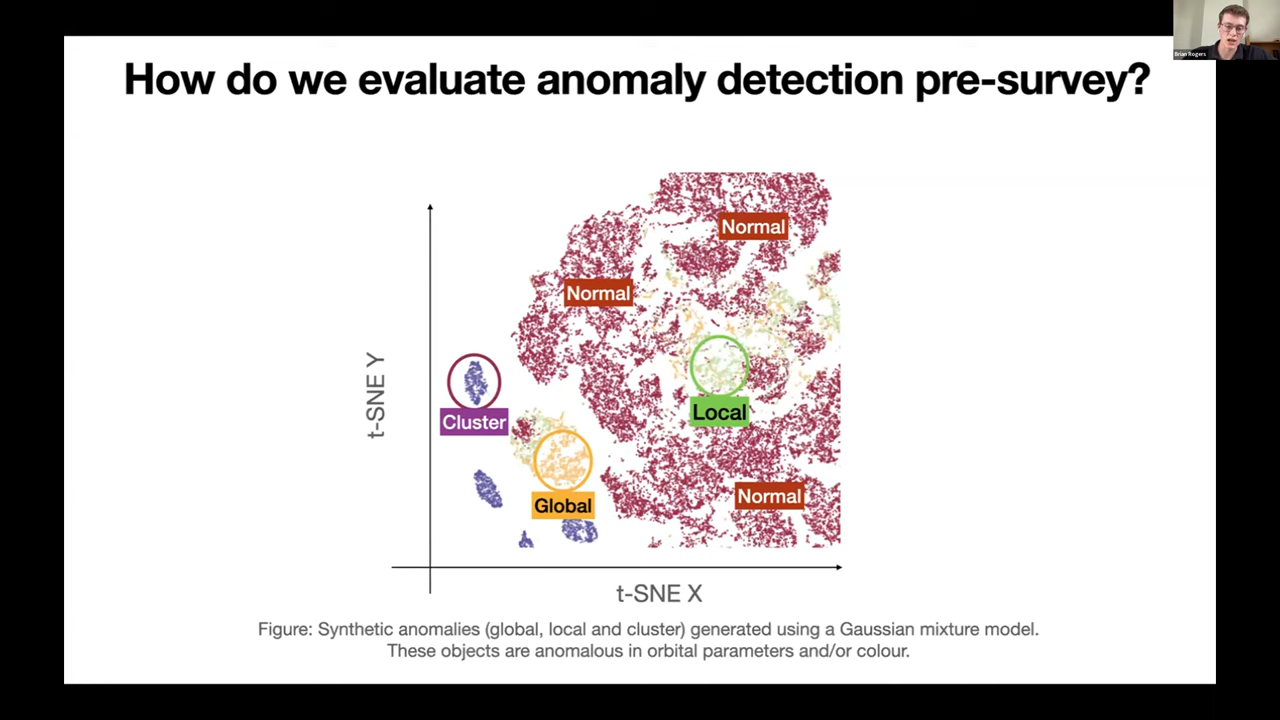 How do we evaluate anomaly detection pre-survey?
Brian Rogers
Normal
Normal
Cluster
Local
Global
Normal
t-SNE Y
t-SNE X
Figure: Synthetic anomalies (global, local and cluster) generated using a Gaussian mixture model.
These objects are anomalous in orbital parameters and/or colour.